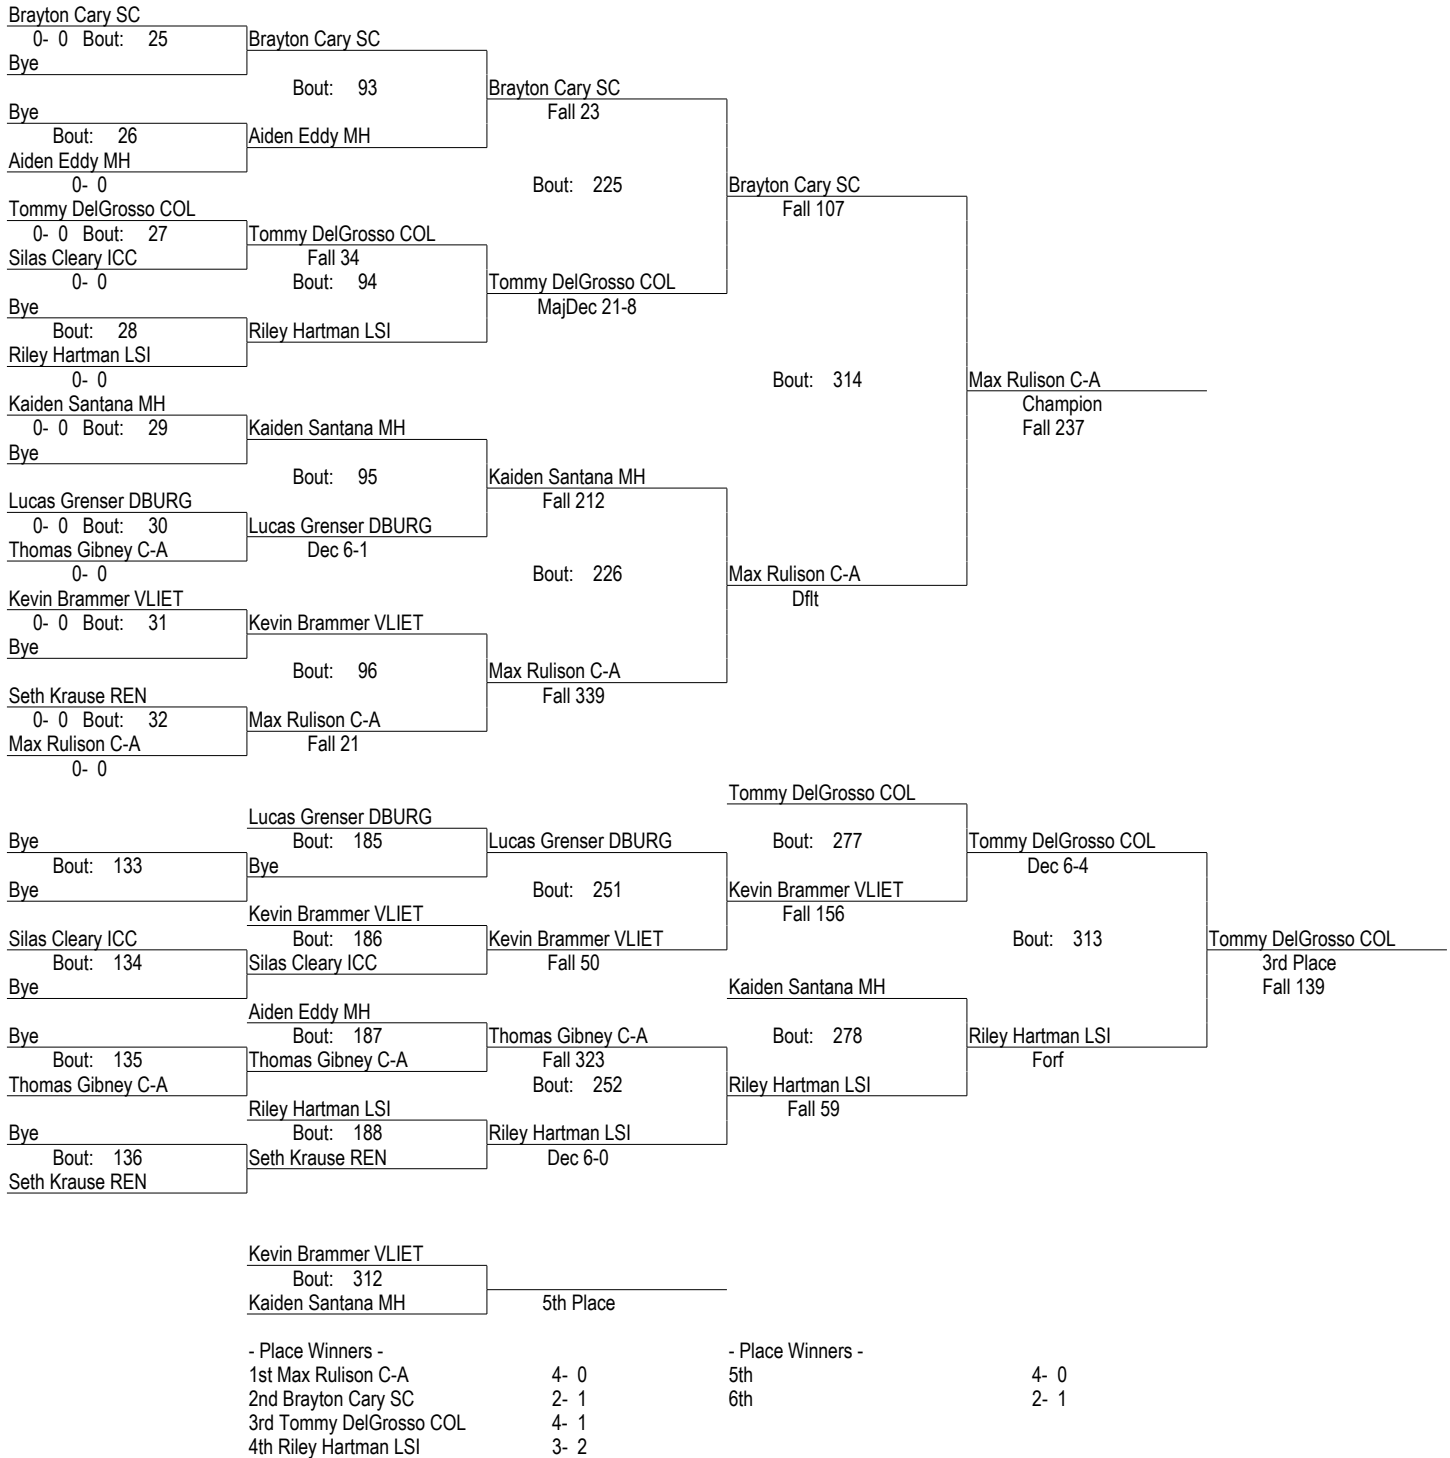 Brayton Cary SC
0- 0 Bout: 25 Brayton Cary SC
Bye
Bout: 93 Brayton Cary SC
Bye Fall 23
Bout: 26 Aiden Eddy MH
Aiden Eddy MH
0- 0 Bout: 225 Brayton Cary SC
Tommy DelGrosso COL Fall 107
0- 0 Bout: 27 Tommy DelGrosso COL
Silas Cleary ICC Fall 34
0- 0 Bout: 94 Tommy DelGrosso COL
Bye MajDec 21-8
Bout: 28 Riley Hartman LSI
Riley Hartman LSI
0- 0 Bout: 314 Max Rulison C-A
Kaiden Santana MH Champion
0- 0 Bout: 29 Kaiden Santana MH Fall 237
Bye
Bout: 95 Kaiden Santana MH
Lucas Grenser DBURG Fall 212
0- 0 Bout: 30 Lucas Grenser DBURG
Thomas Gibney C-A Dec 6-1
0- 0 Bout: 226 Max Rulison C-A
Kevin Brammer VLIET Dflt
0- 0 Bout: 31 Kevin Brammer VLIET
Bye
Bout: 96 Max Rulison C-A
Seth Krause REN Fall 339
0- 0 Bout: 32 Max Rulison C-A
Max Rulison C-A Fall 21
0- 0
Tommy DelGrosso COL
Lucas Grenser DBURG
Bye Bout: 185 Lucas Grenser DBURG Bout: 277 Tommy DelGrosso COL
Bout: 133 Bye Dec 6-4
Bye Bout: 251 Kevin Brammer VLIET
Kevin Brammer VLIET Fall 156
Silas Cleary ICC Bout: 186 Kevin Brammer VLIET Bout: 313 Tommy DelGrosso COL
Bout: 134 Silas Cleary ICC Fall 50 3rd Place
Bye Kaiden Santana MH Fall 139
Aiden Eddy MH
Bye Bout: 187 Thomas Gibney C-A Bout: 278 Riley Hartman LSI
Bout: 135 Thomas Gibney C-A Fall 323 Forf
Thomas Gibney C-A Bout: 252 Riley Hartman LSI
Riley Hartman LSI Fall 59
Bye Bout: 188 Riley Hartman LSI
Bout: 136 Seth Krause REN Dec 6-0
Seth Krause REN
Kevin Brammer VLIET
Bout: 312
Kaiden Santana MH 5th Place
- Place Winners - - Place Winners -
1st Max Rulison C-A 4- 0 5th 4- 0
2nd Brayton Cary SC 2- 1 6th 2- 1
3rd Tommy DelGrosso COL 4- 1
4th Riley Hartman LSI 3- 2